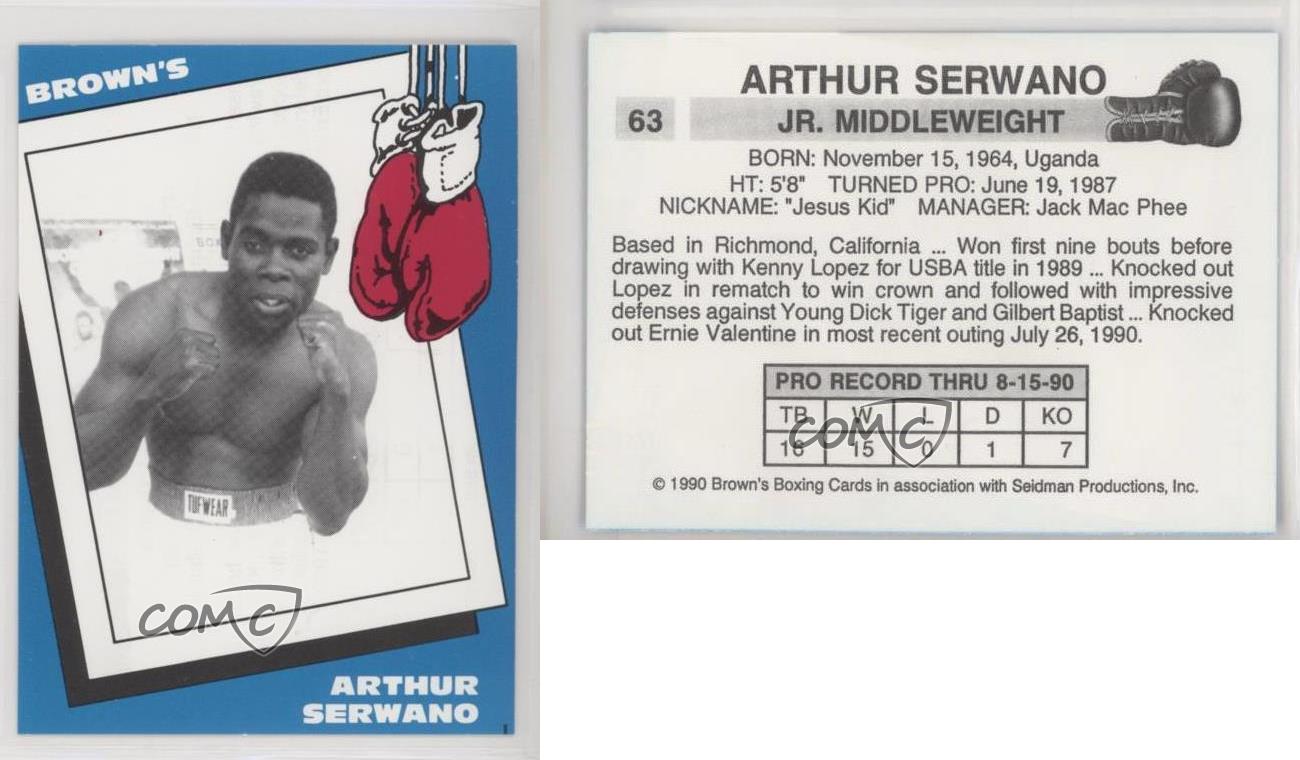 BROWN'S
BOX
TUFWEAR
COMC
ARTHUR
SERWANO
ARTHUR SERWANO
63
JR. MIDDLEWEIGHT
BORN: November 15, 1964, Uganda
HT: 5'8" TURNED PRO: June 19, 1987
NICKNAME: "Jesus Kid" MANAGER: Jack Mac Phee
Based in Richmond, California ... Won first nine bouts before
drawing with Kenny Lopez for USBA title in 1989 ... Knocked out
Lopez in rematch to win crown and followed with impressive
defenses against Young Dick Tiger and Gilbert Baptist ... Knocked
out Ernie Valentine in most recent outing July 26, 1990.
PRO RECORD THRU 8-15-90
TB W L D KO
16 15 0 1 7
COMC
© 1990 Brown's Boxing Cards in association with Seidman Productions, Inc.